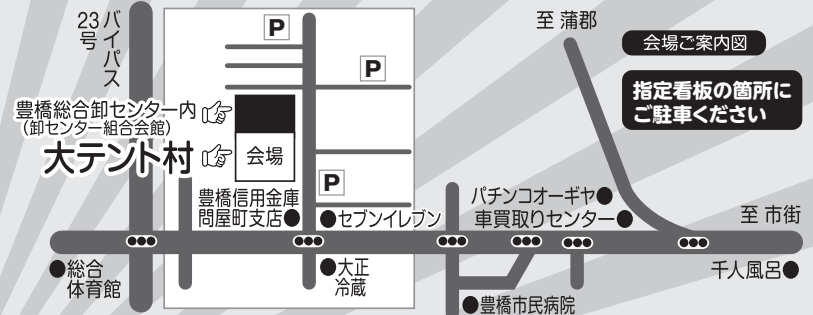 23号
バイパス
P
P
P
至 蒲郡
会場ご案内図
指定看板の箇所に
ご駐車ください
豊橋総合卸センター内
(卸センター組合会館)
大テント村
会場
豊橋信用金庫
問屋町支店
セブンイレブン
パチンコオーギヤ
車買取りセンター
至 市街
総合
体育館
大正
冷蔵
豊橋市民病院
千人風呂